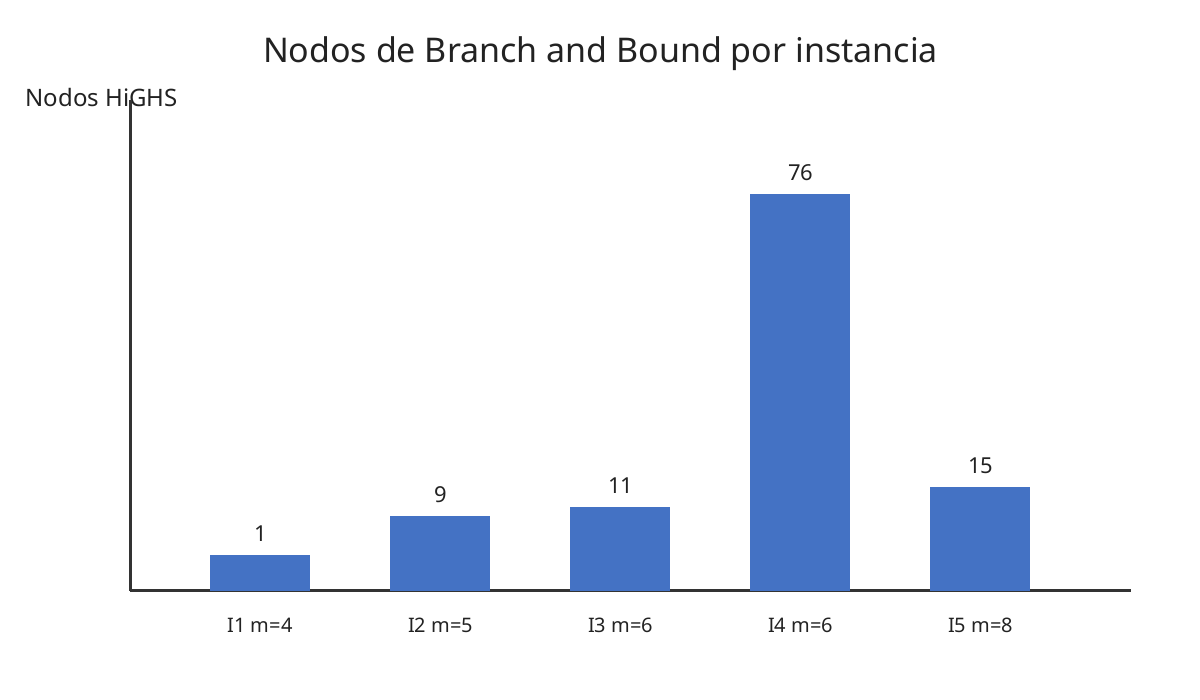 Nodos de Branch and Bound por instancia
Nodos HiGHS
76
15
11
9
1
I1 m=4 I2 m=5 I3 m=6 I4 m=6 I5 m=8